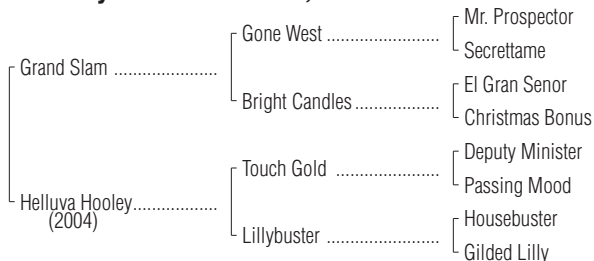 Mr. Prospector
Gone West
Secrettame
Grand Slam
El Gran Senor
Bright Candles
Christmas Bonus
Deputy Minister
Touch Gold
Passing Mood
Helluva Hooley
(2004)
Housebuster
Lillybuster
Gilded Lilly